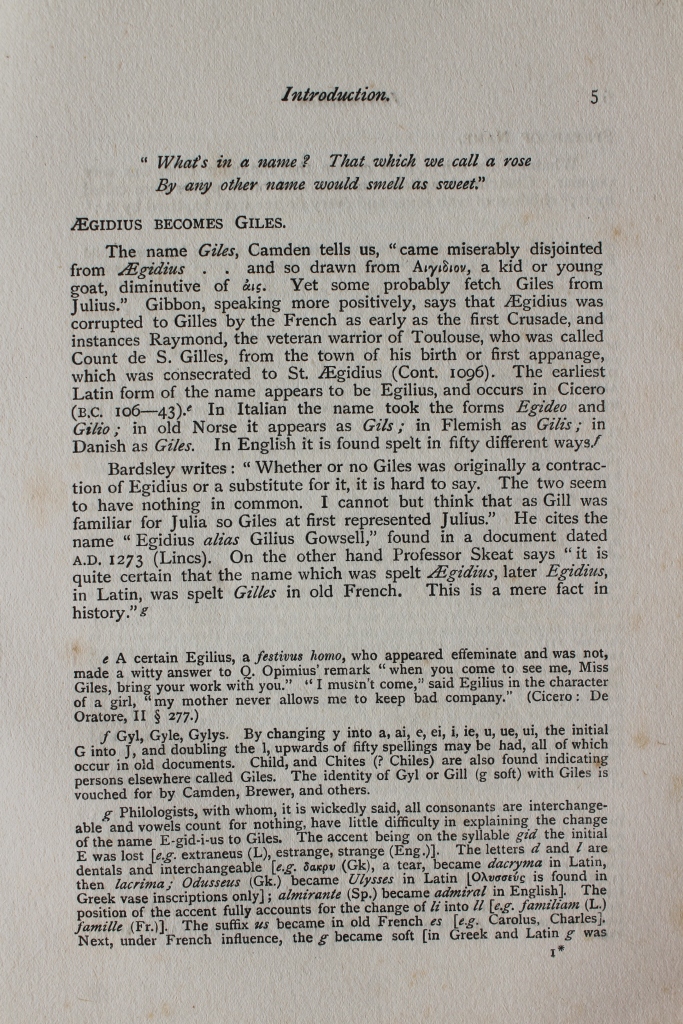 Introduction. 5
“ What's in a name ? That which we call a rose
By any other name would smell as sweet.”
ÆGIDIUS BECOMES GILES.
The name Giles, Camden tells us, “ came miserably disjointed
from Ægidius . . and so drawn from Αιγιδιον, a kid or young
goat, diminutive of ἀις. Yet some probably fetch Giles from
Julius.” Gibbon, speaking more positively, says that Ægidius was
corrupted to Gilles by the French as early as the first Crusade, and
instances Raymond, the veteran warrior of Toulouse, who was called
Count de S. Gilles, from the town of his birth or first appanage,
which was consecrated to St. Ægidius (Cont. 1096). The earliest
Latin form of the name appears to be Egilius, and occurs in Cicero
(B.C. 106—43).e In Italian the name took the forms Egideo and
Gilio ; in old Norse it appears as Gils ; in Flemish as Gilis ; in
Danish as Giles. In English it is found spelt in fifty different ways.f
Bardsley writes : “ Whether or no Giles was originally a contrac-
tion of Egidius or a substitute for it, it is hard to say. The two seem
to have nothing in common. I cannot but think that as Gill was
familiar for Julia so Giles at first represented Julius.” He cites the
name “ Egidius alias Gilius Gowsell,” found in a document dated
A.D. 1273 (Lincs). On the other hand Professor Skeat says “ it is
quite certain that the name which was spelt Ægidius, later Egidius,
in Latin, was spelt Gilles in old French. This is a mere fact in
history.” g
e A certain Egilius, a festivus homo, who appeared effeminate and was not,
made a witty answer to Q. Opimius' remark “ when you come to see me, Miss
Giles, bring your work with you.” “ I mustn't come,” said Egilius in the character
of a girl, “ my mother never allows me to keep bad company.” (Cicero : De
Oratore, II § 277.)
f Gyl, Gyle, Gylys. By changing y into a, ai, e, ei, i, ie, u, ue, ui, the initial
G into J, and doubling the l, upwards of fifty spellings may be had, all of which
occur in old documents. Child, and Chites (? Chiles) are also found indicating
persons elsewhere called Giles. The identity of Gyl or Gill (g soft) with Giles is
vouched for by Camden, Brewer, and others.
g Philologists, with whom, it is wickedly said, all consonants are interchange-
able and vowels count for nothing, have little difficulty in explaining the change
of the name E-gid-i-us to Giles. The accent being on the syllable gid the initial
E was lost [e.g. extraneus (L), estrange, strange (Eng.)]. The letters d and l are
dentals and interchangeable [e.g. δακρυ (Gk), a tear, became dacryma in Latin,
then lacrima ; Odusseus (Gk.) became Ulysses in Latin [Ολυσσεύς is found in
Greek vase inscriptions only] ; almirante (Sp.) became admiral in English]. The
position of the accent fully accounts for the change of li into ll [e.g. familiam (L.)
famille (Fr.)]. The suffix us became in old French es [e.g. Carolus, Charles].
Next, under French influence, the g became soft [in Greek and Latin g was
1*